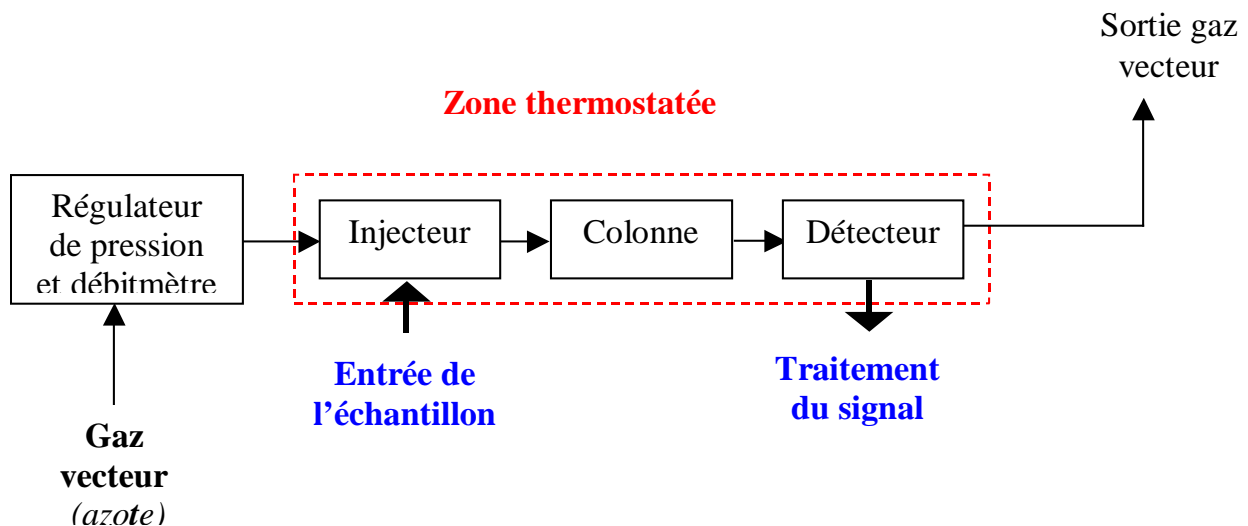 Sortie gaz
vecteur
Zone thermostatée
Régulateur
de pression
et débitmètre
Injecteur
Colonne
Détecteur
Entrée de
l’échantillon
Traitement
du signal
Gaz
vecteur
(azote)